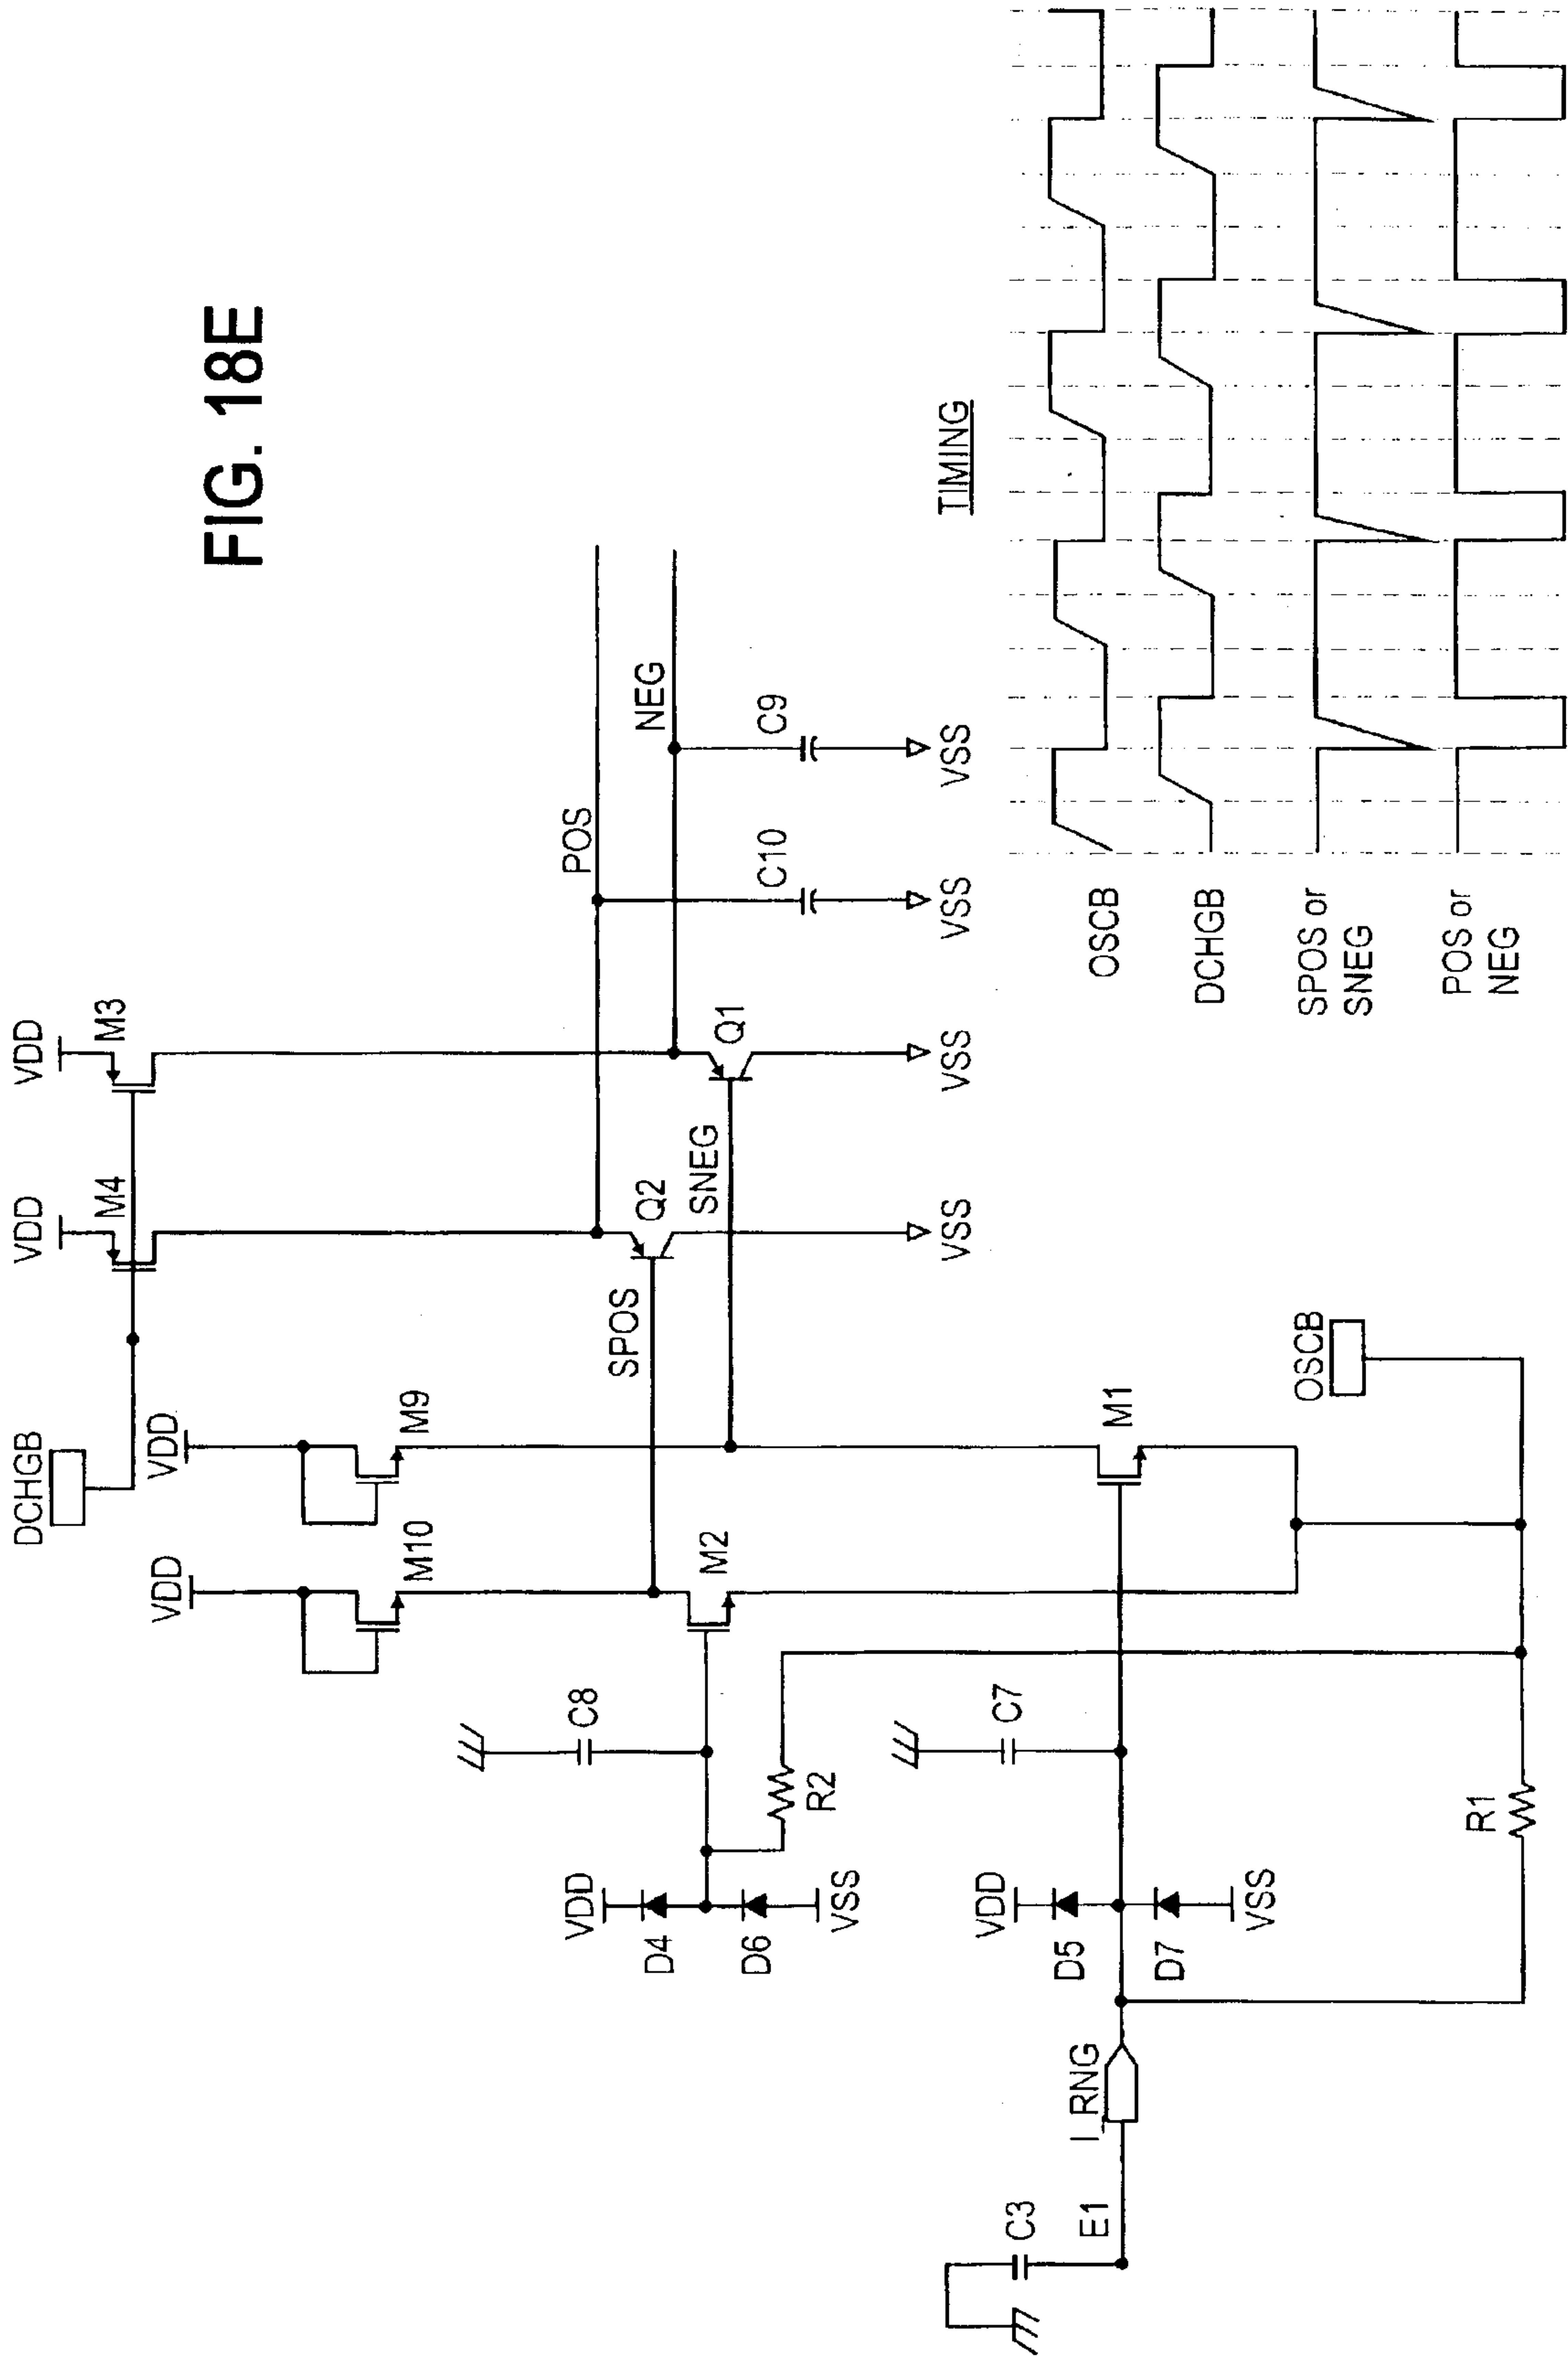 FIG. 18E
DCHGB
VDD
VDD
M4
M3
VDD
VDD
M10
M9
POS
NEG
SPOS
Q2
SNEG
Q1
C10
C9
VSS
VSS
VSS
VSS
C8
M2
VDD
D4
D6
VSS
R2
C7
M1
OSCB
VDD
D5
D7
VSS
R1
C3
E1
I_RNG
TIMING
OSCB
DCHGB
SPOS or
SNEG
POS or
NEG